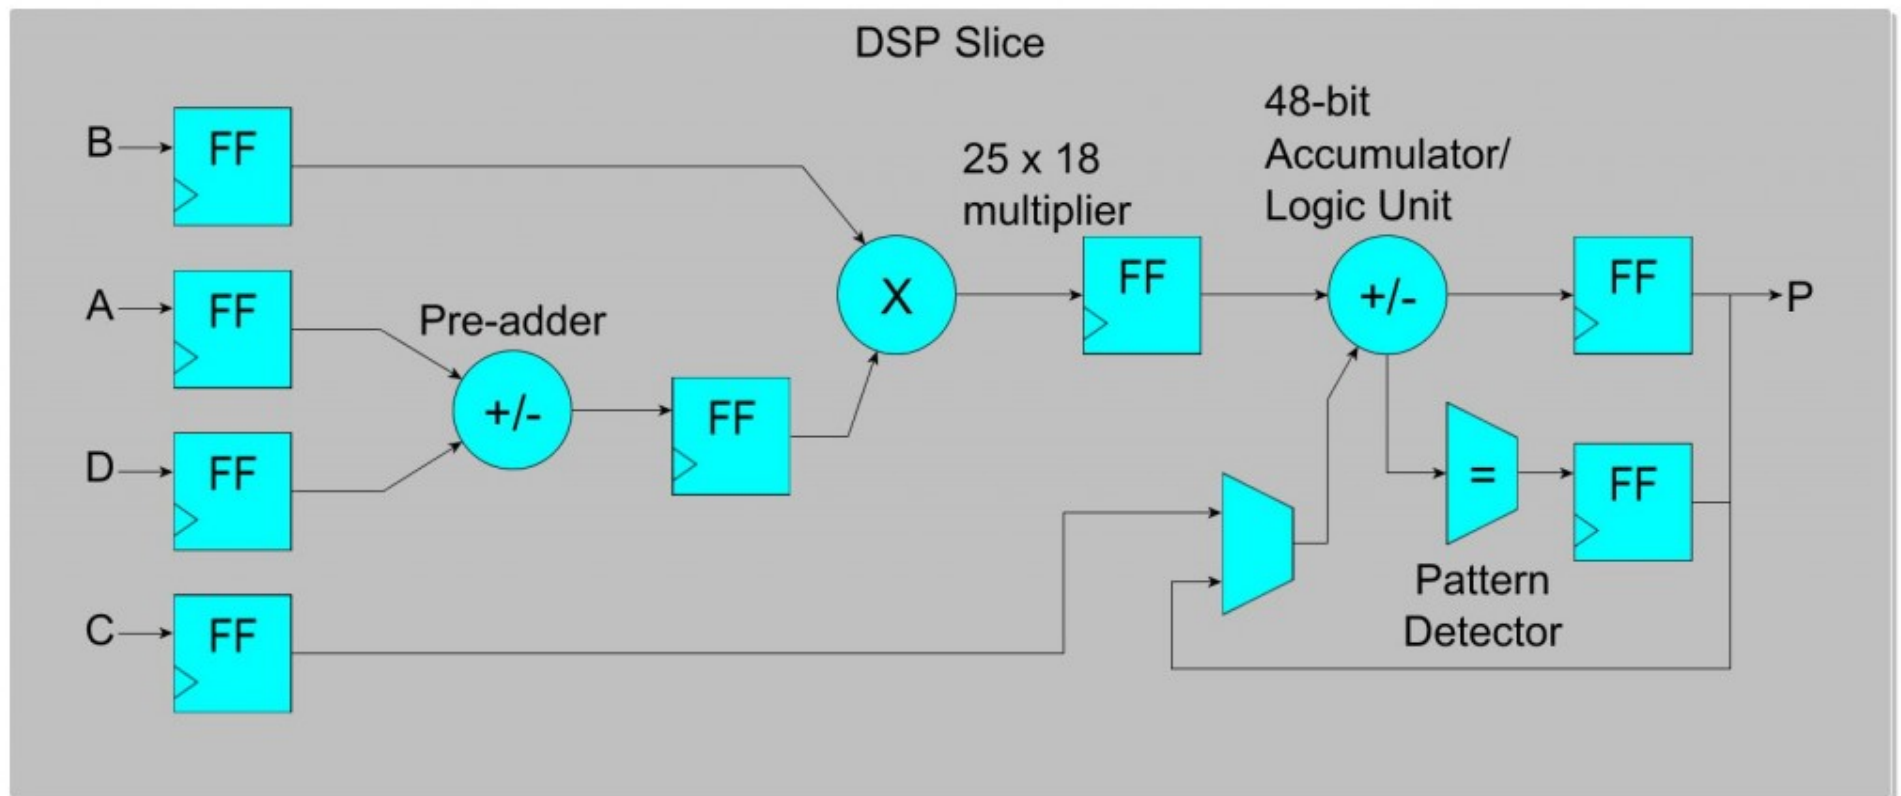 DSP Slice
B
FF
A
FF
D
FF
C
FF
Pre-adder
+/-
FF
X
25 x 18
multiplier
FF
48-bit
Accumulator/
Logic Unit
+/-
FF
P
=
FF
Pattern
Detector